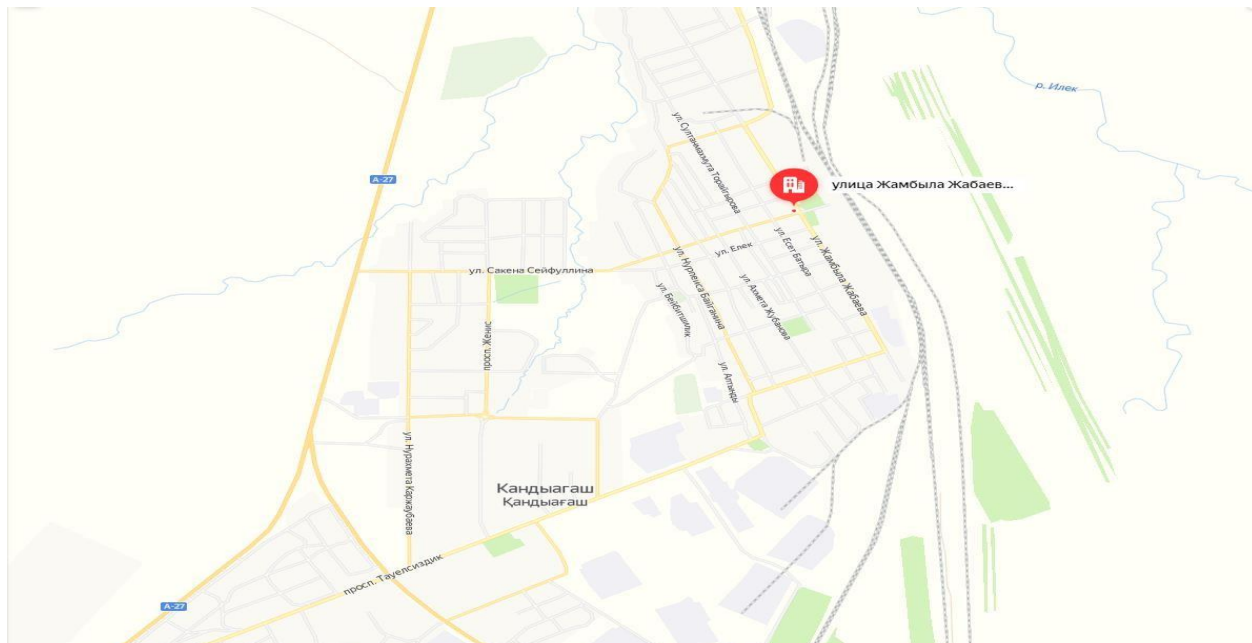 р. Илек
ул. Султанмахмута Торайгырова
А-27
улица Жамбыла Жабаев...
ул. Елек
ул. Есет Батыра
ул. Жамбыла Жабаева
ул. Сакена Сейфуллина
ул. Нурпеиса Байганина
ул. Бейбитшилик
ул. Ахмета Жубанова
просп. Женис
ул. Алтынды
ул. Нурахмета Каржаубаева
Кандыагаш
Қандыағаш
просп. Тауелсиздик
А-27